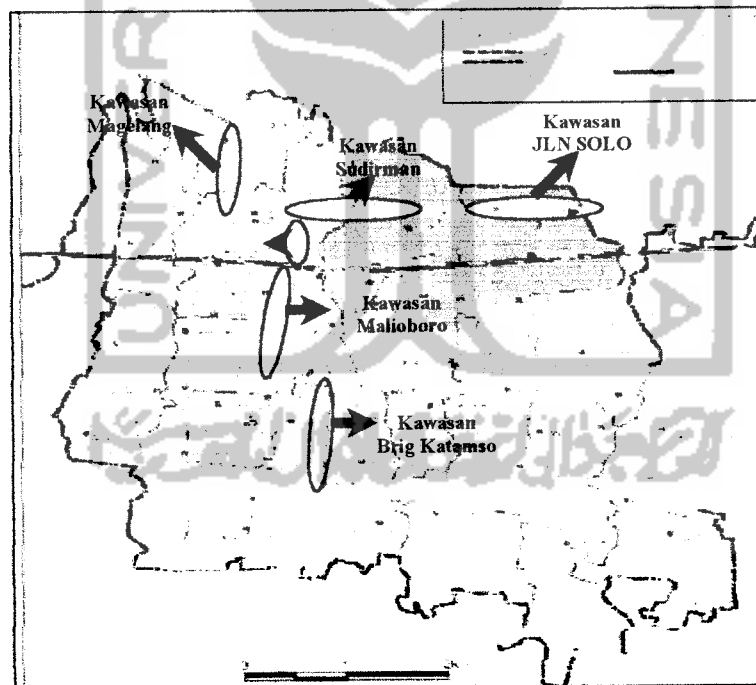 Kawasan
Magelang
Kawasan
Sudirman
Kawasan
JLN SOLO
Kawasan
Malioboro
Kawasan
Brig Katamso